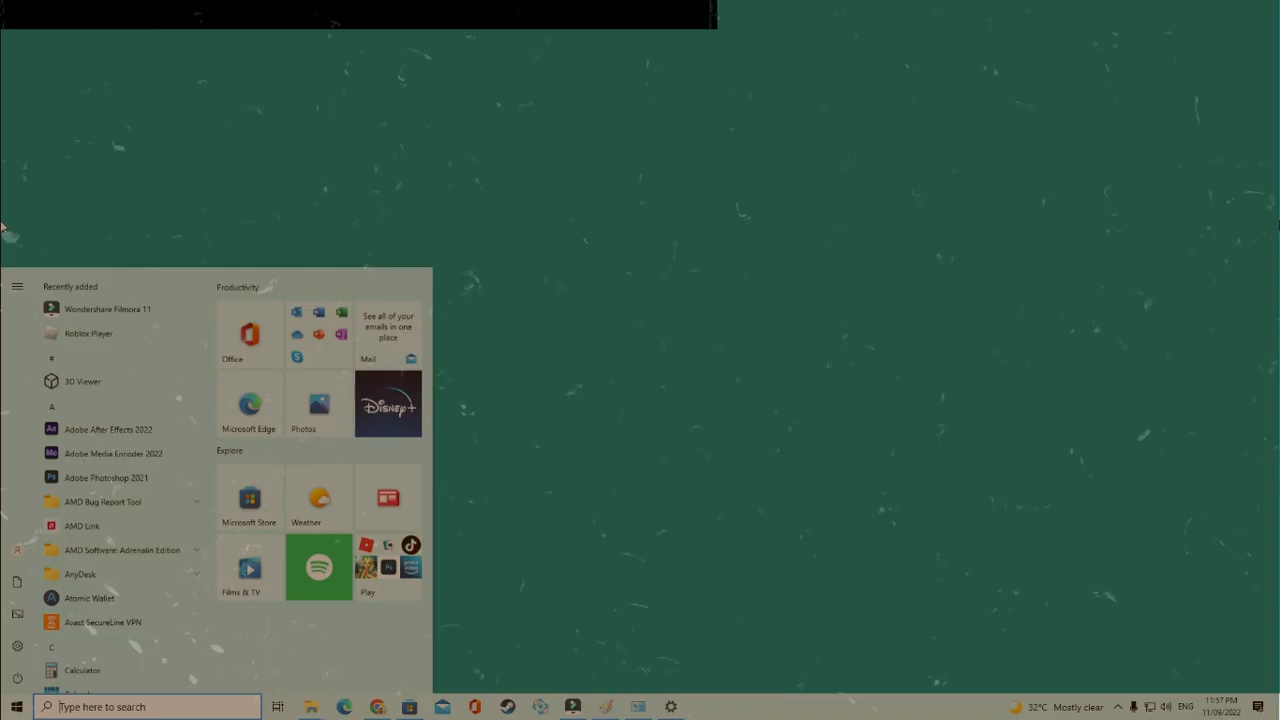 Recently added
Wondershare Filmora 11
Roblox Player
#
3D Viewer
A
Adobe After Effects 2022
Adobe Media Encoder 2022
Adobe Photoshop 2021
AMD Bug Report Tool
AMD Link
AMD Software: Adrenalin Edition
AnyDesk
Atomic Wallet
Avast SecureLine VPN
C
Calculator
Productivity
Office
See all of your
emails in one
place
Mail
Microsoft Edge
Photos
Disney+
Explore
Microsoft Store
Weather
Films & TV
Play
Type here to search
32°C Mostly clear
ENG
11:57 PM
11/09/2022